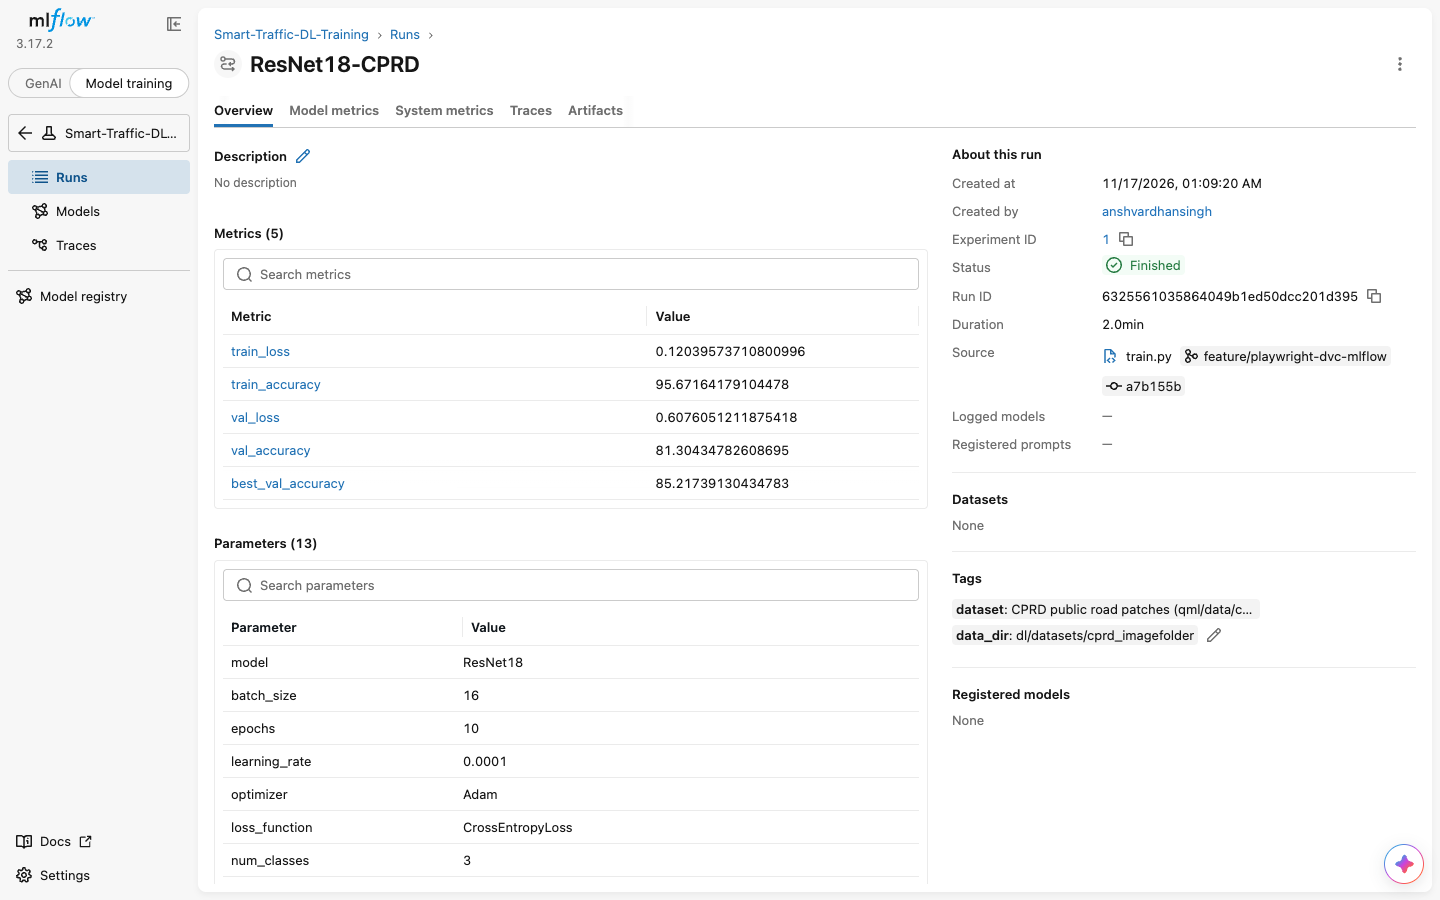 mlflow
3.17.2
GenAI
Model training
Smart-Traffic-DL...
Runs
Models
Traces
Model registry
Docs
Settings
Smart-Traffic-DL-Training › Runs ›
ResNet18-CPRD
Overview Model metrics System metrics Traces Artifacts
Description
No description
Metrics (5)
Search metrics
Metric Value
train_loss 0.12039573710800996
train_accuracy 95.67164179104478
val_loss 0.6076051211875418
val_accuracy 81.30434782608695
best_val_accuracy 85.21739130434783
Parameters (13)
Search parameters
Parameter Value
model ResNet18
batch_size 16
epochs 10
learning_rate 0.0001
optimizer Adam
loss_function CrossEntropyLoss
num_classes 3
About this run
Created at 11/17/2026, 01:09:20 AM
Created by anshvardhansingh
Experiment ID 1
Status Finished
Run ID 6325561035864049b1ed50dcc201d395
Duration 2.0min
Source train.py feature/playwright-dvc-mlflow
a7b155b
Logged models —
Registered prompts —
Datasets
None
Tags
dataset: CPRD public road patches (qml/data/c...
data_dir: dl/datasets/cprd_imagefolder
Registered models
None